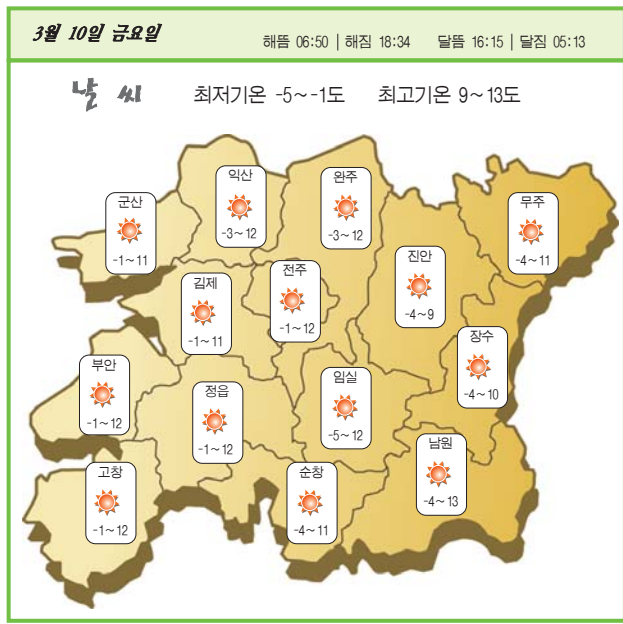 3월 10일 금요일
해뜸 06:50 | 해짐 18:34 달뜸 16:15 | 달짐 05:13
날 씨 최저기온 -5~-1도 최고기온 9~13도
익산
-3~12
완주
-3~12
군산
-1~11
무주
-4~11
진안
-4~9
전주
-1~12
김제
-1~11
장수
-4~10
부안
-1~12
임실
-5~12
정읍
-1~12
남원
-4~13
고창
-1~12
순창
-4~11